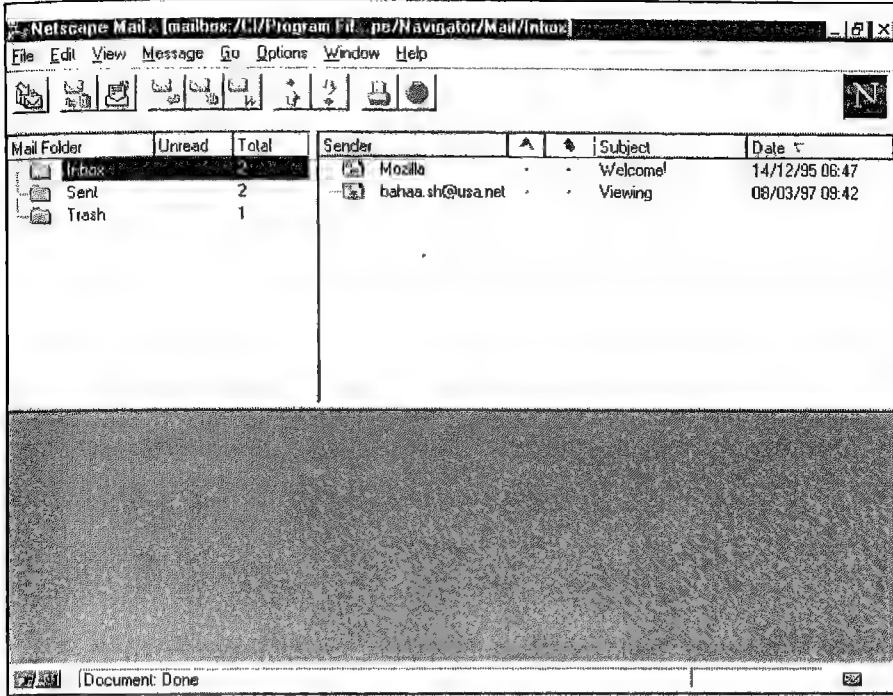 Netscape Mail - [mailbox:/C|/Program Fil...pe/Navigator/Mail/Inbox]
File Edit View Message Go Options Window Help
N
Mail Folder Unread Total Sender Subject Date
Inbox 2 Mozilla Welcome! 14/12/95 06:47
Sent 2 bahaa.sh@usa.net Viewing 08/03/97 09:42
Trash 1
Document: Done